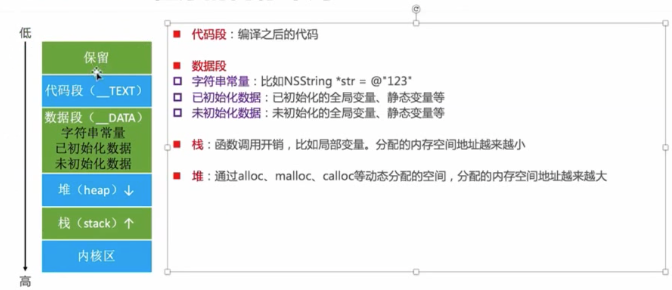 低
保留
代码段（__TEXT）
数据段（__DATA）
字符串常量
已初始化数据
未初始化数据
堆（heap）↓
栈（stack）↑
内核区
高
代码段：编译之后的代码
数据段
字符串常量：比如NSString *str = @"123"
已初始化数据：已初始化的全局变量、静态变量等
未初始化数据：未初始化的全局变量、静态变量等
栈：函数调用开销，比如局部变量。分配的内存空间地址越来越小
堆：通过alloc、malloc、calloc等动态分配的空间，分配的内存空间地址越来越大